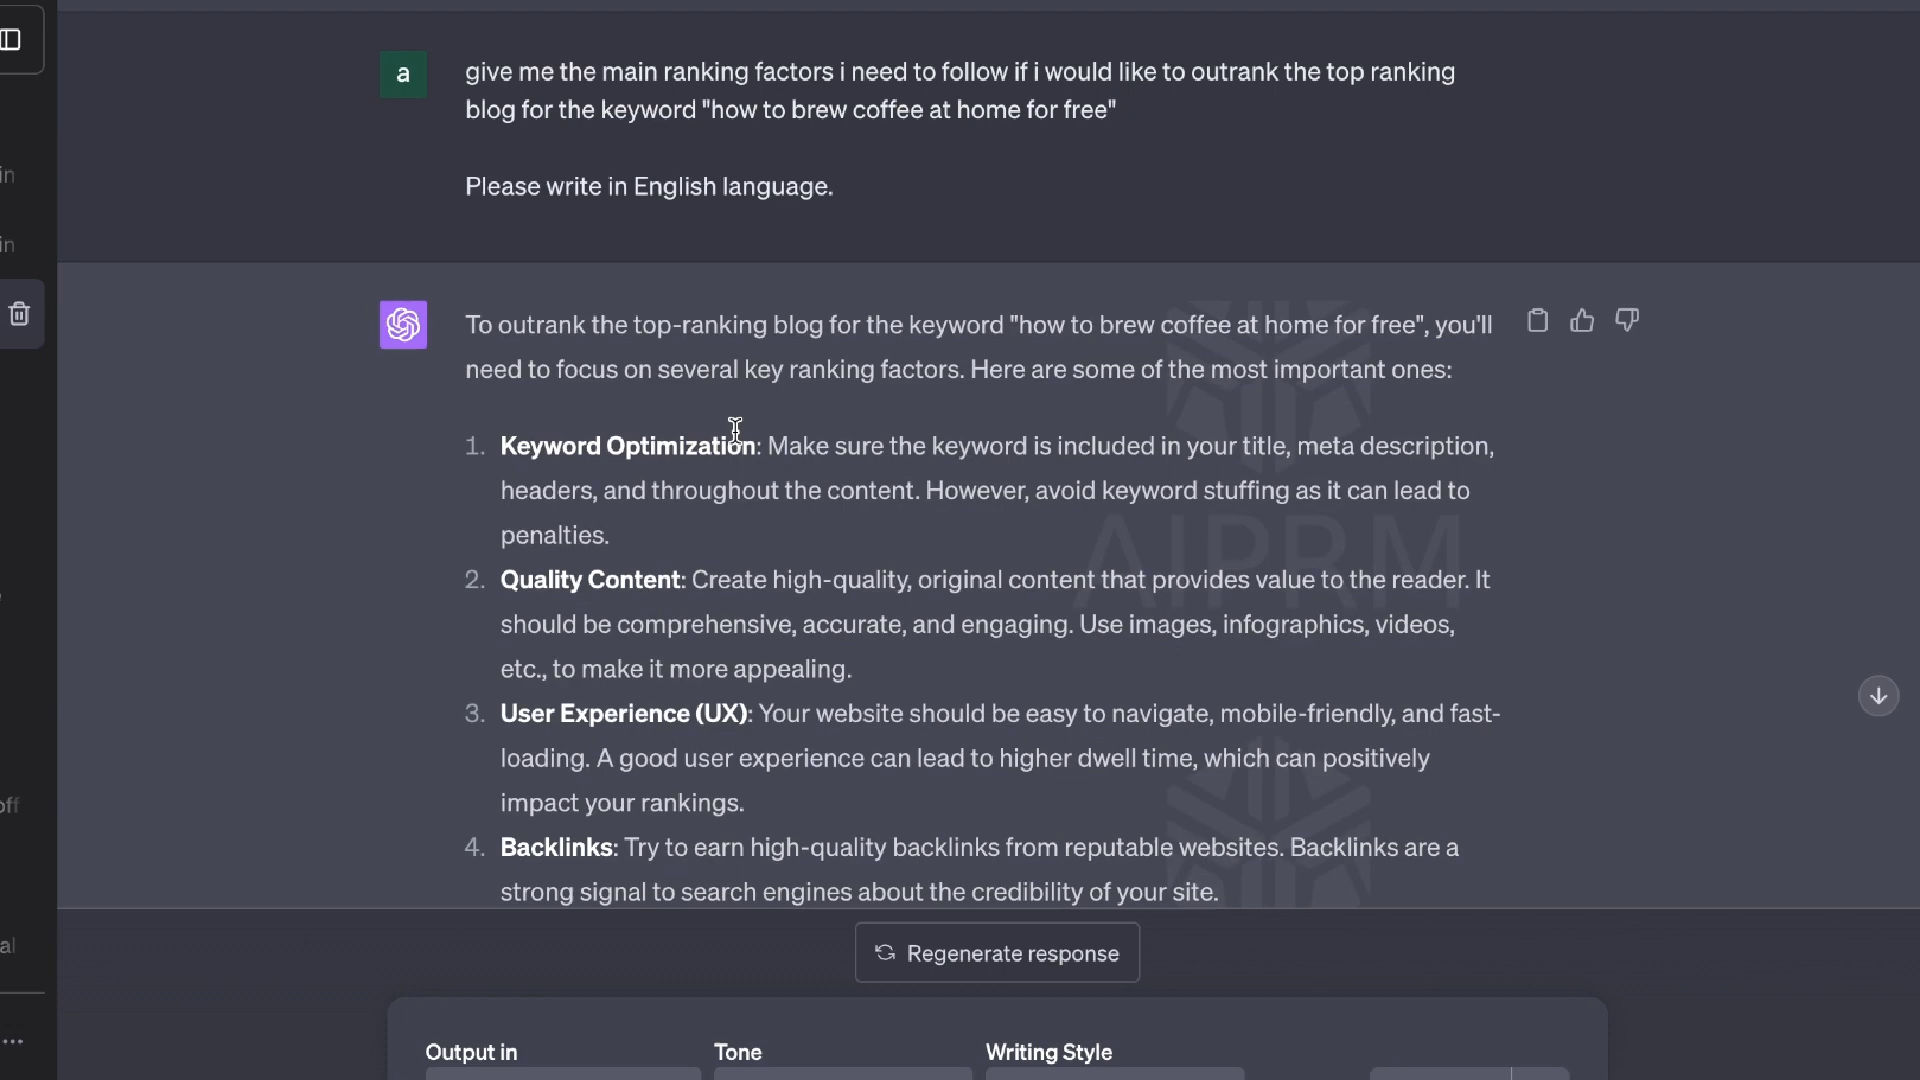 a
give me the main ranking factors i need to follow if i would like to outrank the top ranking
blog for the keyword "how to brew coffee at home for free"
Please write in English language.
in
in
To outrank the top-ranking blog for the keyword "how to brew coffee at home for free", you'll
need to focus on several key ranking factors. Here are some of the most important ones:
1. Keyword Optimization: Make sure the keyword is included in your title, meta description,
headers, and throughout the content. However, avoid keyword stuffing as it can lead to
penalties.
AIPRM
2. Quality Content: Create high-quality, original content that provides value to the reader. It
should be comprehensive, accurate, and engaging. Use images, infographics, videos,
etc., to make it more appealing.
3. User Experience (UX): Your website should be easy to navigate, mobile-friendly, and fast-
loading. A good user experience can lead to higher dwell time, which can positively
impact your rankings.
off
4. Backlinks: Try to earn high-quality backlinks from reputable websites. Backlinks are a
strong signal to search engines about the credibility of your site.
al
Regenerate response
...
Output in Tone Writing Style